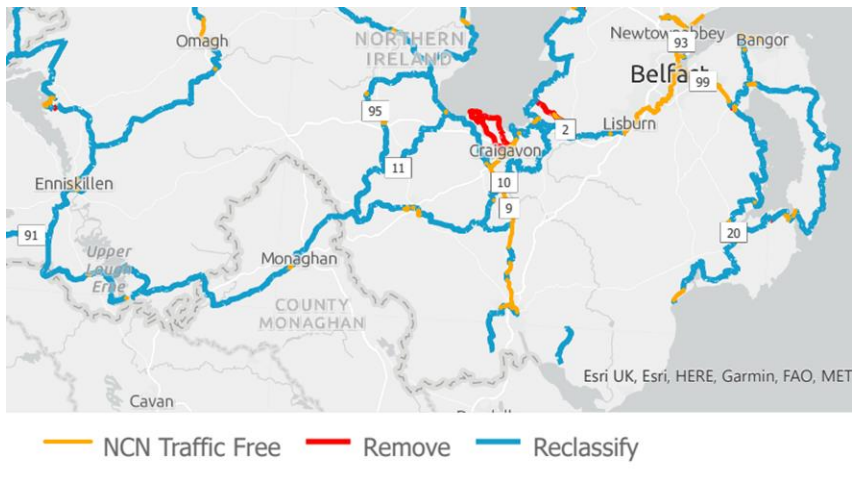 Omagh
NORTHERN
IRELAND
Newtownabbey
93
Bangor
Belfast
99
95
2
Lisburn
Craigavon
11
10
Enniskillen
9
91
20
Upper
Lough
Erne
Monaghan
COUNTY
MONAGHAN
Esri UK, Esri, HERE, Garmin, FAO, MET
Cavan
NCN Traffic Free
Remove
Reclassify